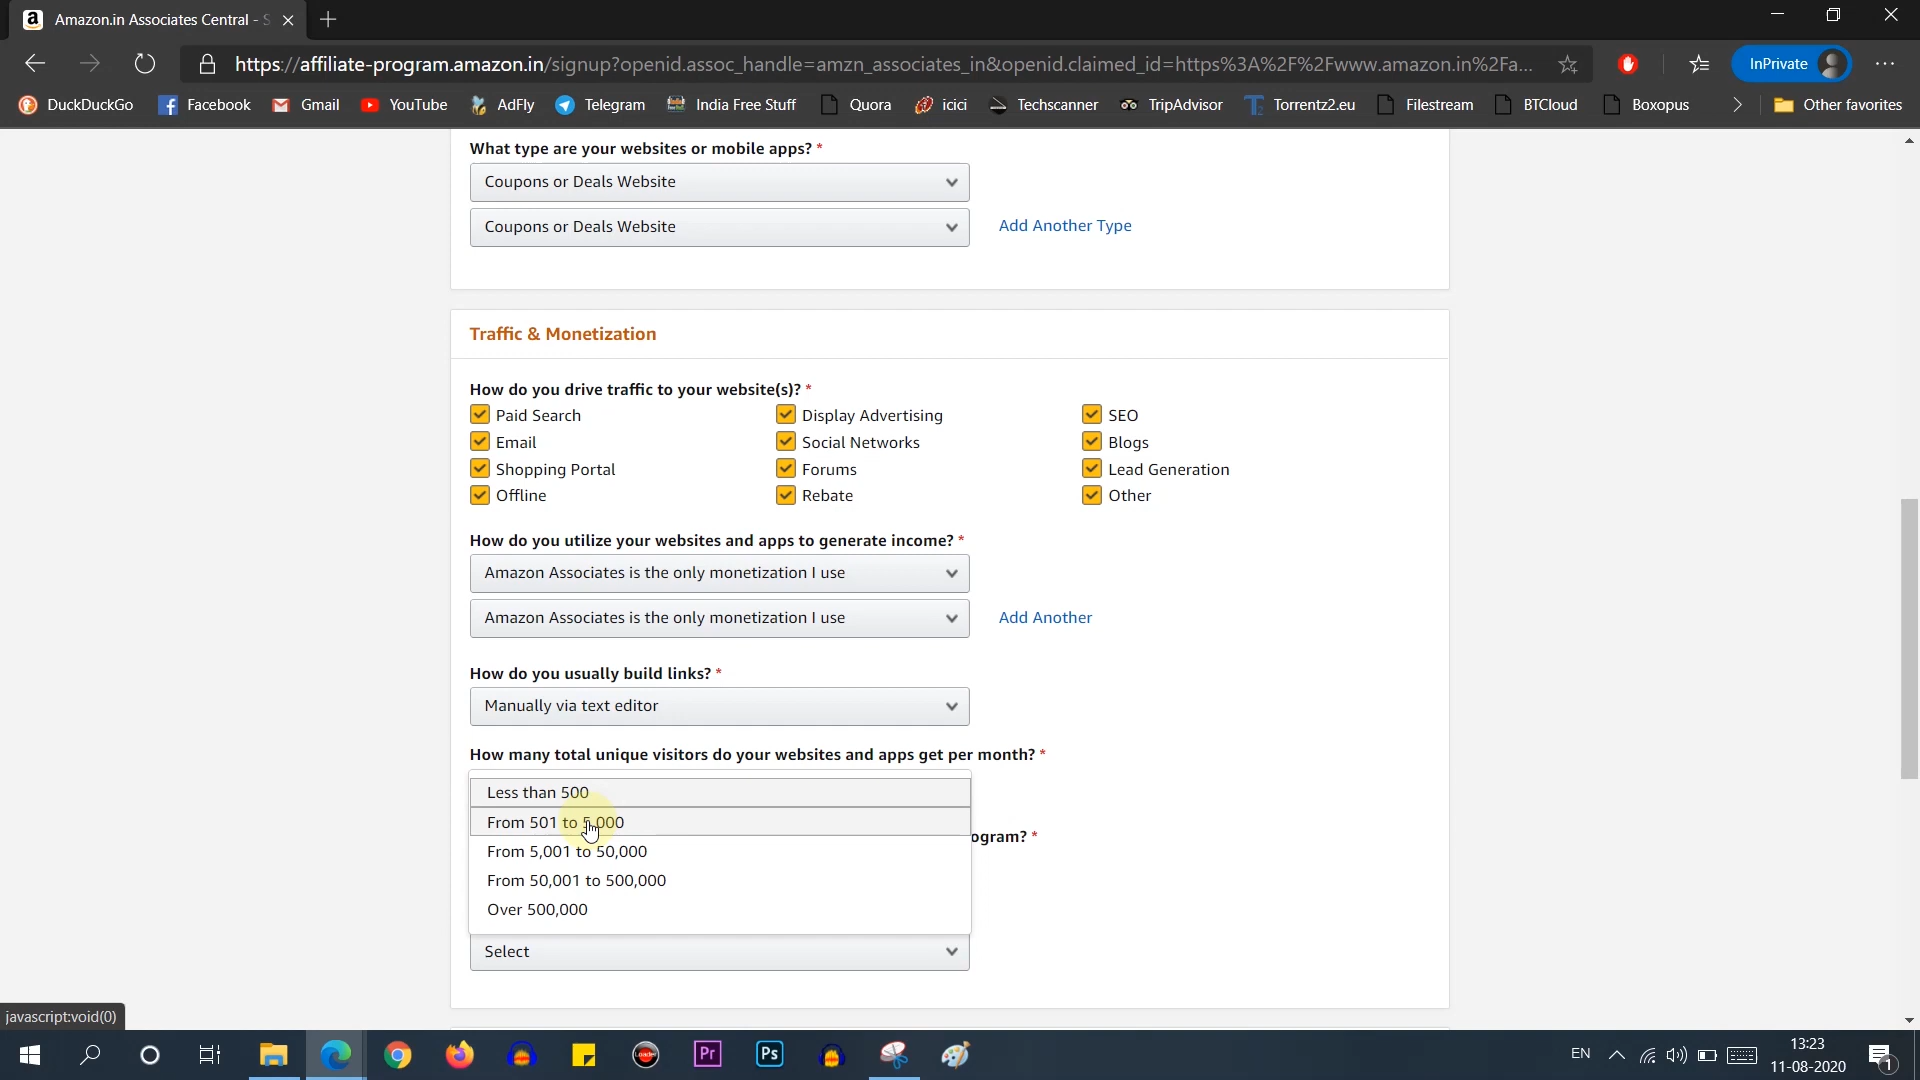 Amazon.in Associates Central - S
https://affiliate-program.amazon.in/signup?openid.assoc_handle=amzn_associates_in&openid.claimed_id=https%3A%2F%2Fwww.amazon.in%2Fa...
InPrivate
DuckDuckGo Facebook Gmail YouTube AdFly Telegram India Free Stuff Quora icici Techscanner TripAdvisor Torrentz2.eu Filestream BTCloud Boxopus Other favorites
What type are your websites or mobile apps? *
Coupons or Deals Website
Coupons or Deals Website Add Another Type
Traffic & Monetization
How do you drive traffic to your website(s)? *
Paid Search Display Advertising SEO
Email Social Networks Blogs
Shopping Portal Forums Lead Generation
Offline Rebate Other
How do you utilize your websites and apps to generate income? *
Amazon Associates is the only monetization I use
Amazon Associates is the only monetization I use Add Another
How do you usually build links? *
Manually via text editor
How many total unique visitors do your websites and apps get per month? *
Less than 500
From 501 to 5,000
ogram? *
From 5,001 to 50,000
From 50,001 to 500,000
Over 500,000
Select
javascript:void(0)
Loader Pr Ps EN 13:23
11-08-2020 1